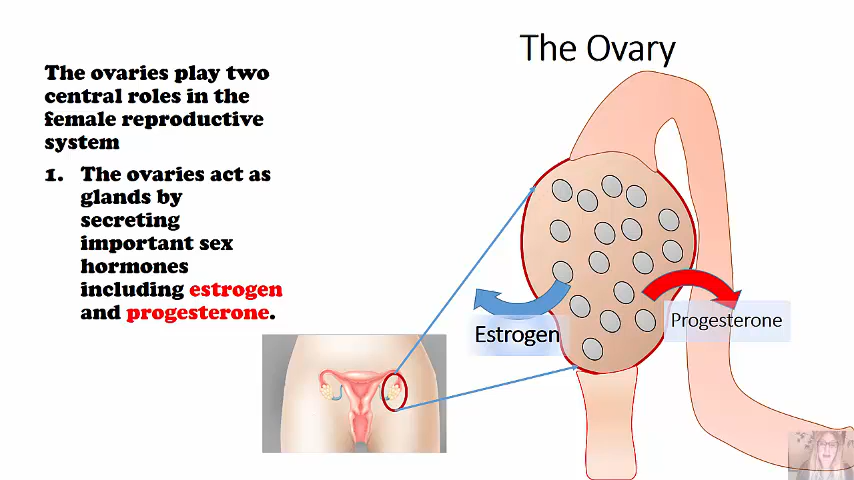 The Ovary
The ovaries play two
central roles in the
female reproductive
system
1. The ovaries act as
glands by
secreting
important sex
hormones
including estrogen
and progesterone.
Estrogen
Progesterone